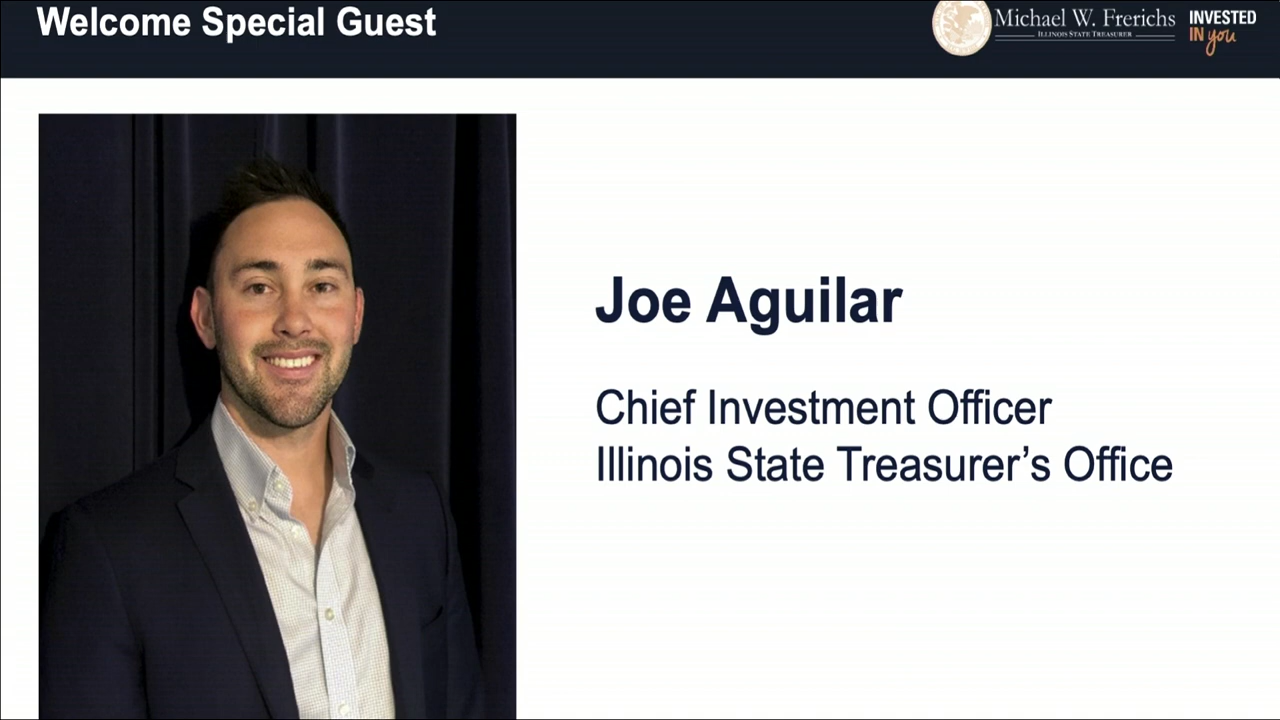 Welcome Special Guest
Michael W. Frerichs
ILLINOIS STATE TREASURER
INVESTED
IN you
Joe Aguilar
Chief Investment Officer
Illinois State Treasurer’s Office